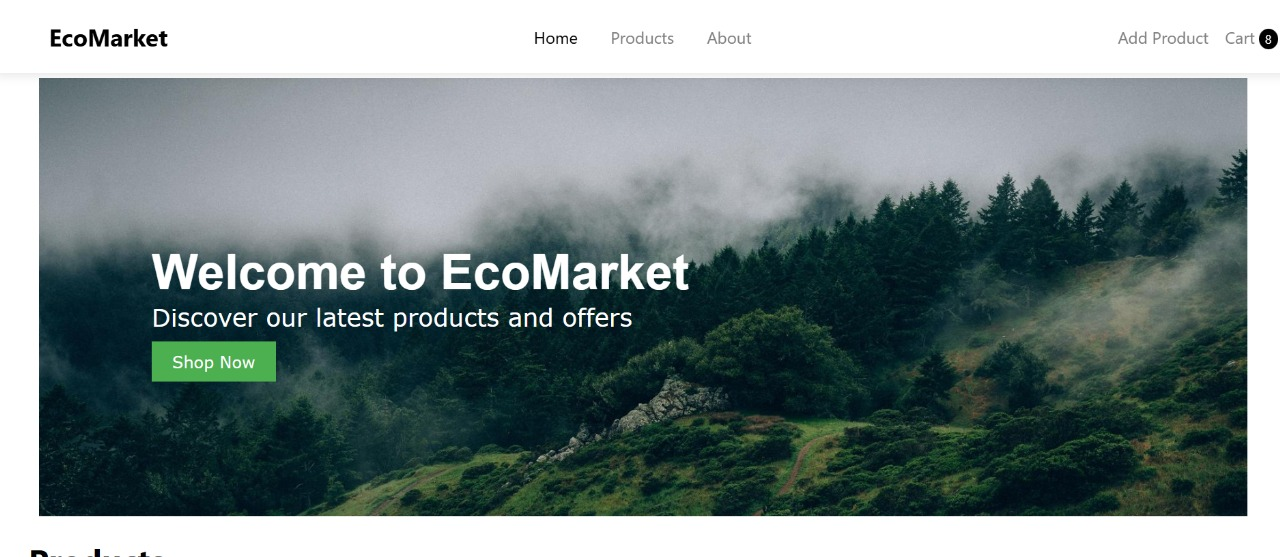 EcoMarket Home Products About Add Product Cart 8
Welcome to EcoMarket
Discover our latest products and offers
Shop Now
Products